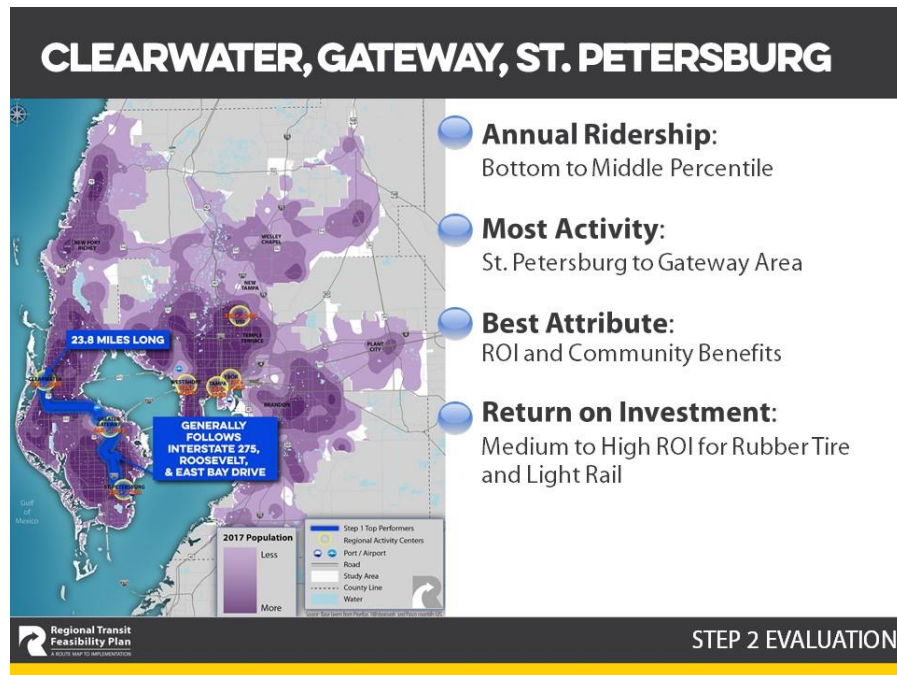 CLEARWATER, GATEWAY, ST. PETERSBURG
Annual Ridership:
Bottom to Middle Percentile
Most Activity:
St. Petersburg to Gateway Area
Best Attribute:
ROI and Community Benefits
Return on Investment:
Medium to High ROI for Rubber Tire
and Light Rail
NEW PORT
RICHEY
WESLEY
CHAPEL
NEW
TAMPA
TEMPLE
TERRACE
PLANT
CITY
23.8 MILES LONG
CLEARWATER
WESTSHORE
TAMPA
YBOR
BRANDON
GATEWAY
GENERALLY
FOLLOWS
INTERSTATE 275,
ROOSEVELT,
& EAST BAY DRIVE
ST. PETERSBURG
Gulf
of
Mexico
2017 Population
Less
More
Step 1 Top Performers
Regional Activity Centers
Port / Airport
Road
Study Area
County Line
Water
Regional Transit
Feasibility Plan
A ROUTE MAP TO IMPLEMENTATION
STEP 2 EVALUATION